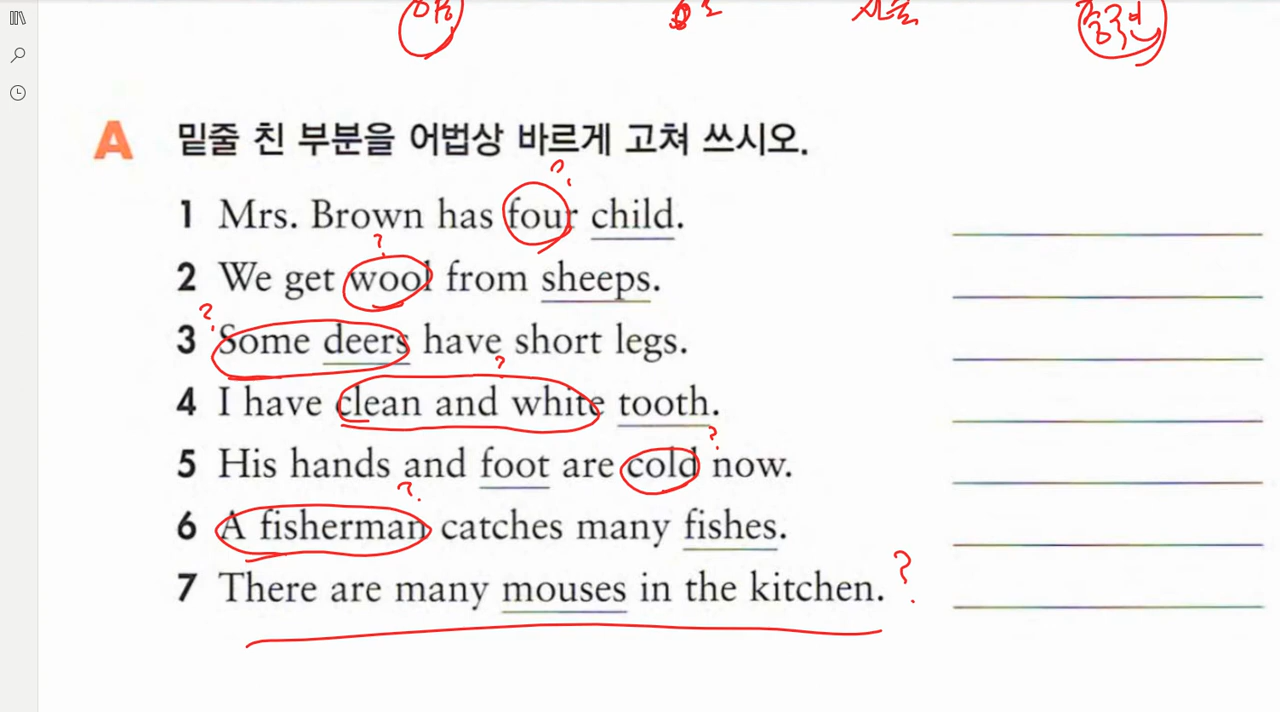 중국인
A 밑줄 친 부분을 어법상 바르게 고쳐 쓰시오.
1 Mrs. Brown has four child.
2 We get wool from sheeps.
3 Some deers have short legs.
4 I have clean and white tooth.
5 His hands and foot are cold now.
6 A fisherman catches many fishes.
7 There are many mouses in the kitchen.